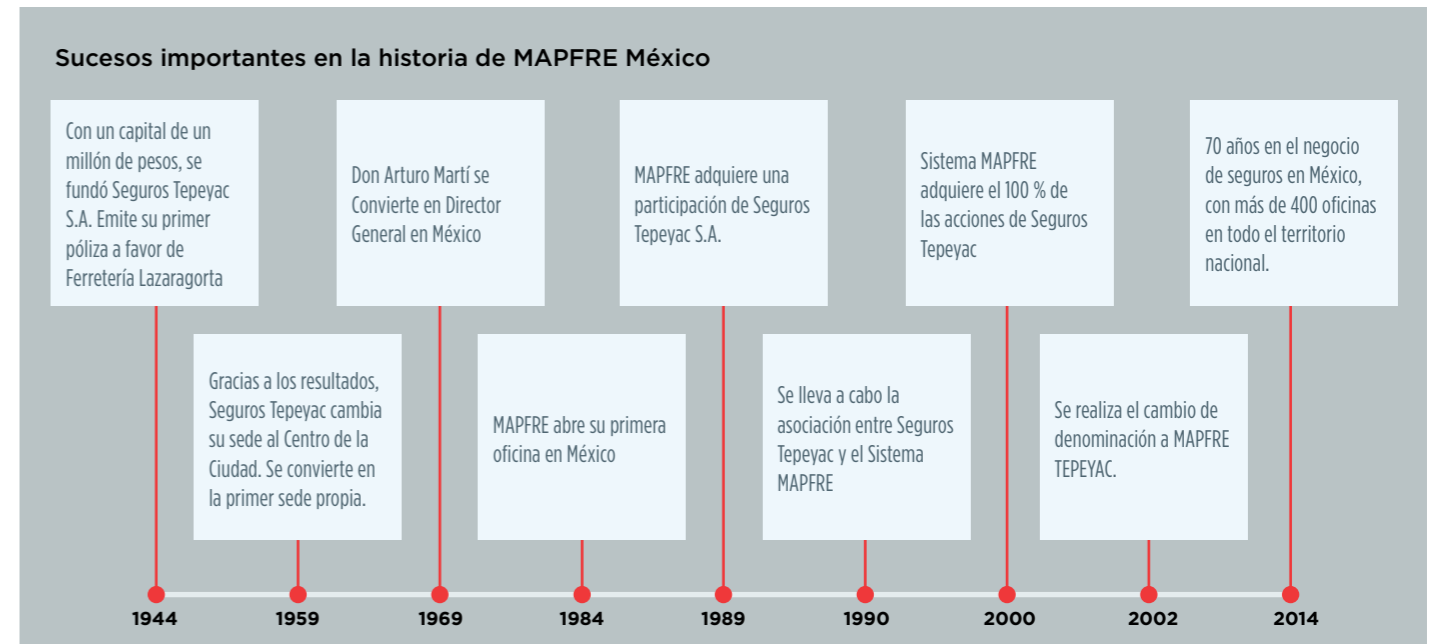 Sucesos importantes en la historia de MAPFRE México
Con un capital de un
millón de pesos, se
fundó Seguros Tepeyac
S.A. Emite su primer
póliza a favor de
Ferretería Lazaragorta
Don Arturo Martí se
Convierte en Director
General en México
MAPFRE adquiere una
participación de Seguros
Tepeyac S.A.
Sistema MAPFRE
adquiere el 100 % de
las acciones de Seguros
Tepeyac
70 años en el negocio
de seguros en México,
con más de 400 oficinas
en todo el territorio
nacional.
Gracias a los resultados,
Seguros Tepeyac cambia
su sede al Centro de la
Ciudad. Se convierte en
la primer sede propia.
MAPFRE abre su primera
oficina en México
Se lleva a cabo la
asociación entre Seguros
Tepeyac y el Sistema
MAPFRE
Se realiza el cambio de
denominación a MAPFRE
TEPEYAC.
1944 1959 1969 1984 1989 1990 2000 2002 2014